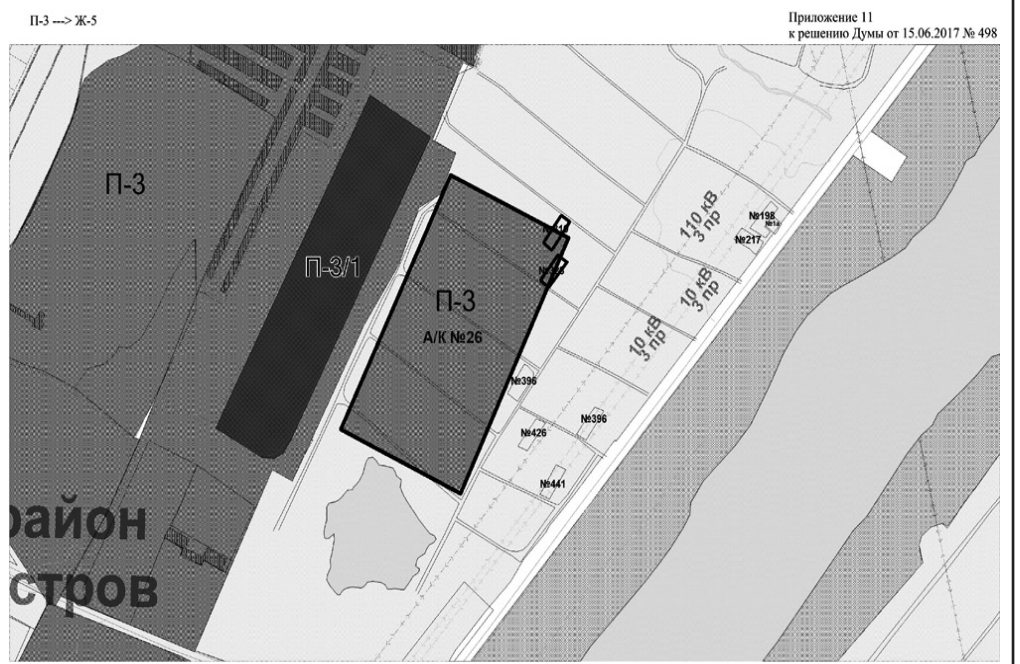 П-3 ---> Ж-5
Приложение 11
к решению Думы от 15.06.2017 № 498
П-3
П-3/1
П-3
А/К №26
110 кВ
3 пр
10 кВ
3 пр
10 кВ
3 пр
№198
№217
№396
№396
№426
№441
район
стров